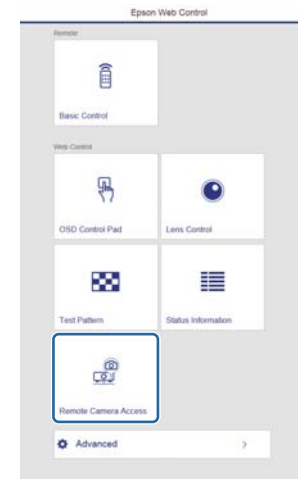 Epson Web Control
Remote
Basic Control
Web Control
OSD Control Pad
Lens Control
Test Pattern
Status Information
Remote Camera Access
Advanced